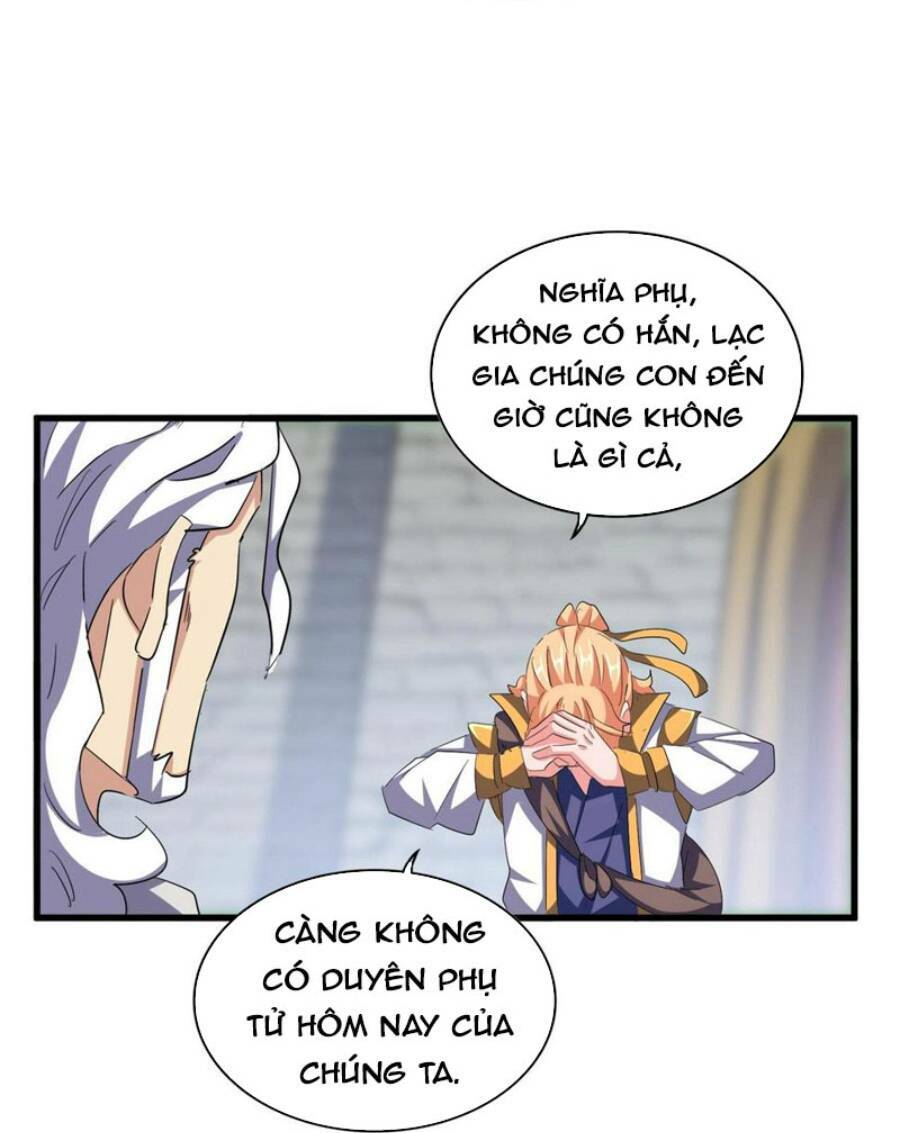 NGHĨA PHỤ,
KHÔNG CÓ HẮN, LẠC
GIA CHÚNG CON ĐẾN
GIỜ CŨNG KHÔNG
LÀ GÌ CẢ,
CÀNG KHÔNG
CÓ DUYÊN PHỤ
TỬ HÔM NAY CỦA
CHÚNG TA.